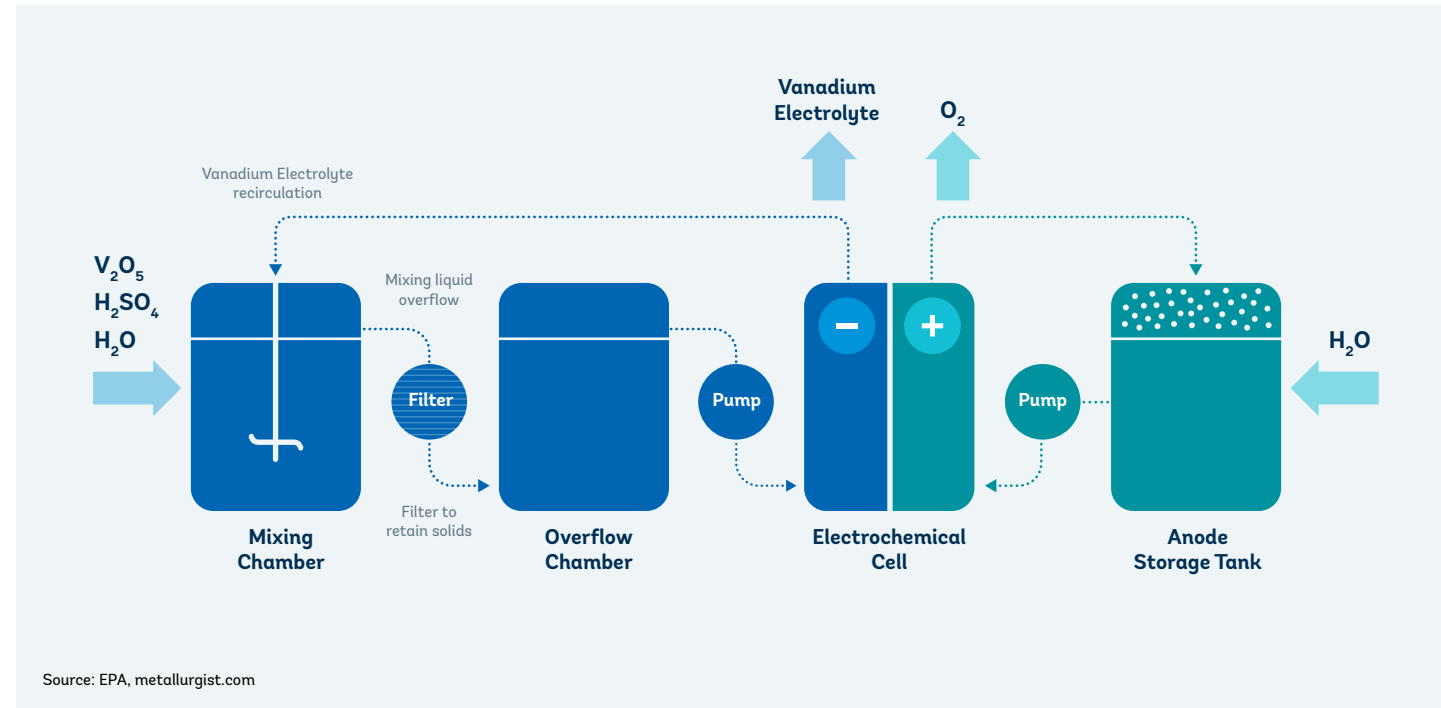 Vanadium
Electrolyte
O₂
Vanadium Electrolyte
recirculation
V₂O₅
H₂SO₄
H₂O
Mixing liquid
overflow
−
+
H₂O
Filter
Pump
Pump
Filter to
retain solids
Mixing
Chamber
Overflow
Chamber
Electrochemical
Cell
Anode
Storage Tank
Source: EPA, metallurgist.com